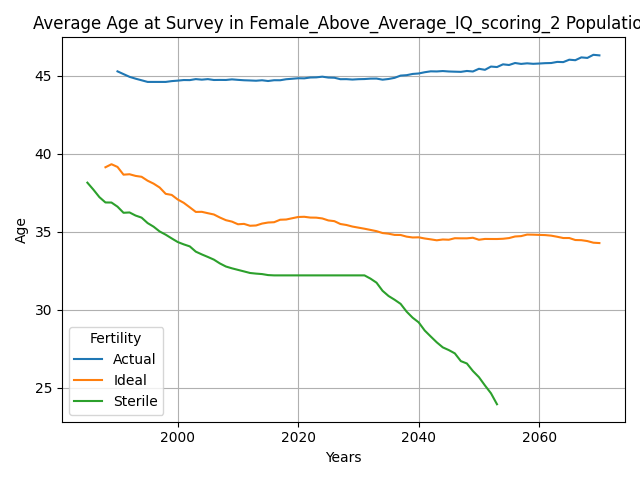 Average Age at Survey in Female_Above_Average_IQ_scoring_2 Populatio
45
40
35
30
25
Age
Fertility
Actual
Ideal
Sterile
2000 2020 2040 2060
Years